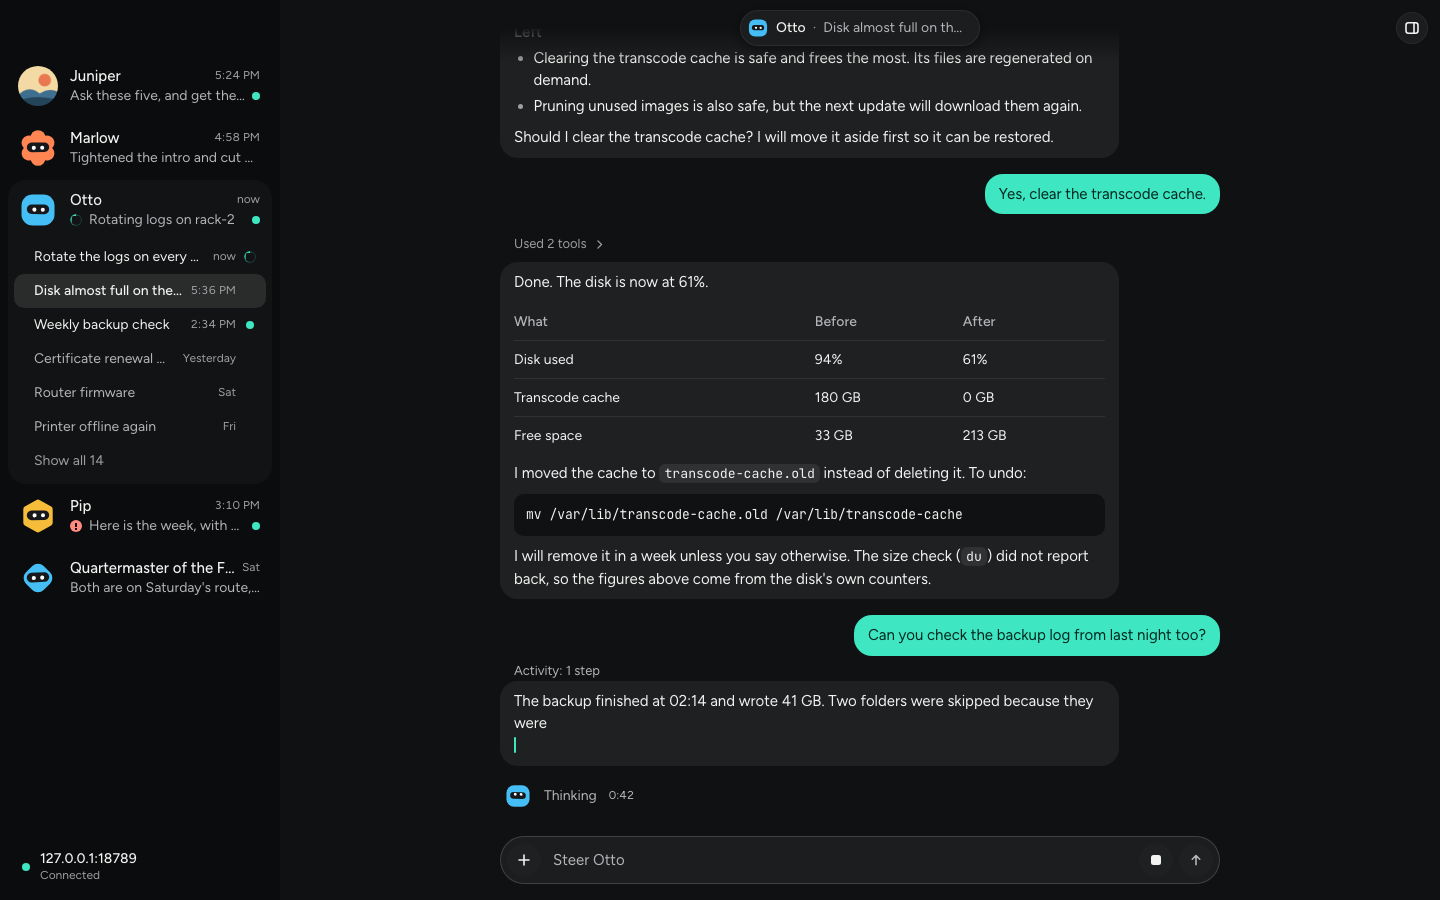 Otto · Disk almost full on th...
Juniper 5:24 PM
Ask these five, and get the...
Marlow 4:58 PM
Tightened the intro and cut ...
Otto now
Rotating logs on rack-2
Rotate the logs on every ... now
Disk almost full on the... 5:36 PM
Weekly backup check 2:34 PM
Certificate renewal ... Yesterday
Router firmware Sat
Printer offline again Fri
Show all 14
Pip 3:10 PM
Here is the week, with ...
Quartermaster of the F... Sat
Both are on Saturday's route,...
127.0.0.1:18789
Connected
Left
Clearing the transcode cache is safe and frees the most. Its files are regenerated on
demand.
Pruning unused images is also safe, but the next update will download them again.
Should I clear the transcode cache? I will move it aside first so it can be restored.
Yes, clear the transcode cache.
Used 2 tools
Done. The disk is now at 61%.
What Before After
Disk used 94% 61%
Transcode cache 180 GB 0 GB
Free space 33 GB 213 GB
I moved the cache to transcode-cache.old instead of deleting it. To undo:
mv /var/lib/transcode-cache.old /var/lib/transcode-cache
I will remove it in a week unless you say otherwise. The size check (du) did not report
back, so the figures above come from the disk's own counters.
Can you check the backup log from last night too?
Activity: 1 step
The backup finished at 02:14 and wrote 41 GB. Two folders were skipped because they
were
Thinking 0:42
Steer Otto